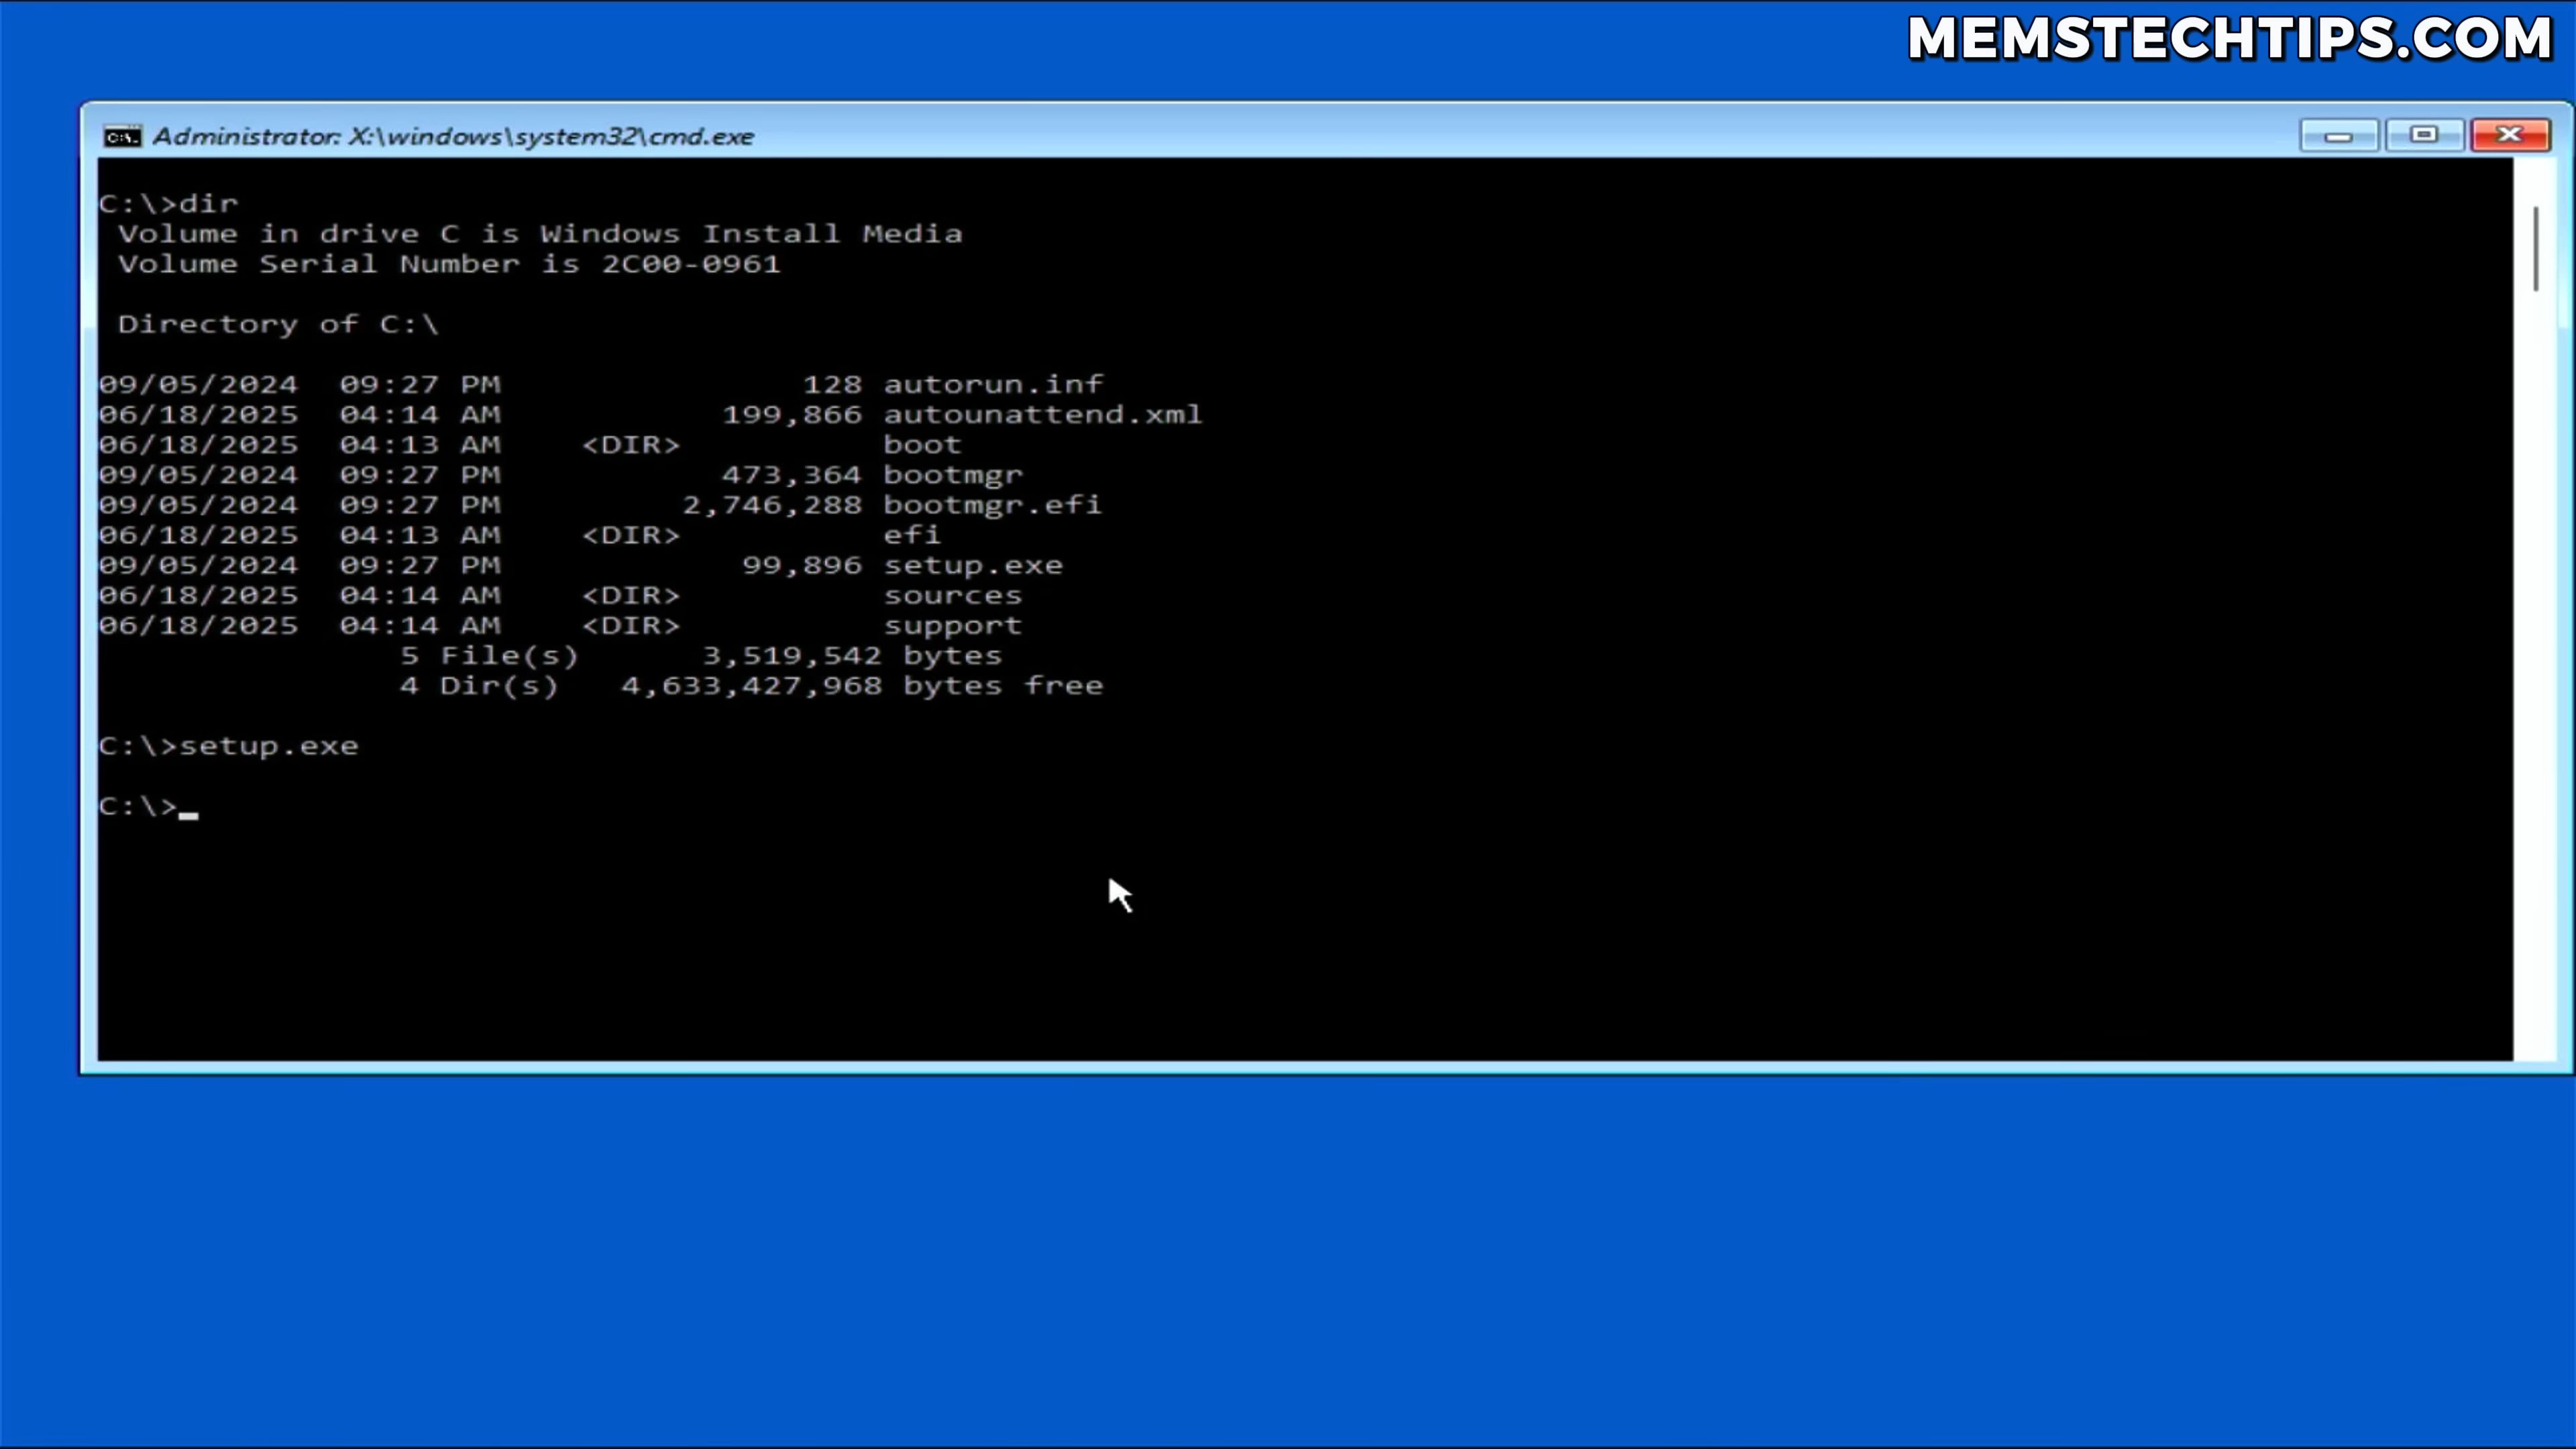 MEMSTECHTIPS.COM
Administrator: X:\windows\system32\cmd.exe
C:\>dir
Volume in drive C is Windows Install Media
Volume Serial Number is 2C00-0961
Directory of C:\
09/05/2024 09:27 PM 128 autorun.inf
06/18/2025 04:14 AM 199,866 autounattend.xml
06/18/2025 04:13 AM <DIR> boot
09/05/2024 09:27 PM 473,364 bootmgr
09/05/2024 09:27 PM 2,746,288 bootmgr.efi
06/18/2025 04:13 AM <DIR> efi
09/05/2024 09:27 PM 99,896 setup.exe
06/18/2025 04:14 AM <DIR> sources
06/18/2025 04:14 AM <DIR> support
5 File(s) 3,519,542 bytes
4 Dir(s) 4,633,427,968 bytes free
C:\>setup.exe
C:\>